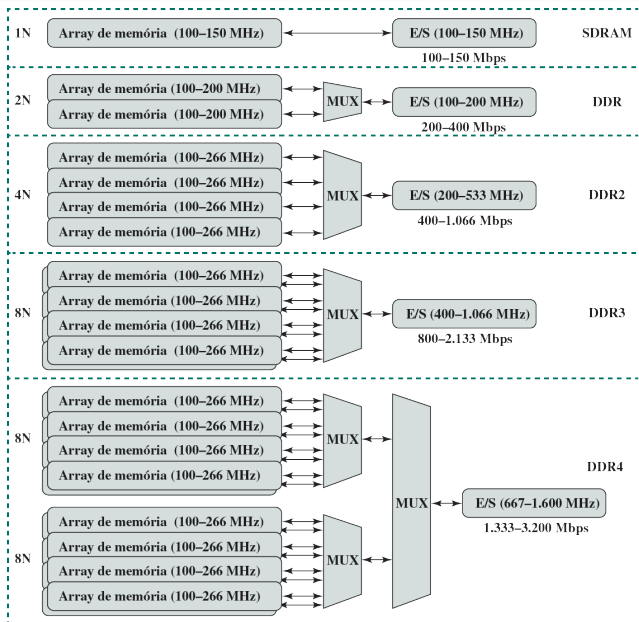 1N Array de memória (100–150 MHz) E/S (100–150 MHz) SDRAM
100–150 Mbps
Array de memória (100–200 MHz)
2N MUX E/S (100–200 MHz) DDR
Array de memória (100–200 MHz)
200–400 Mbps
Array de memória (100–266 MHz)
Array de memória (100–266 MHz)
4N MUX E/S (200–533 MHz) DDR2
Array de memória (100–266 MHz)
400–1.066 Mbps
Array de memória (100–266 MHz)
Array de memória (100–266 MHz)
Array de memória (100–266 MHz)
8N MUX E/S (400–1.066 MHz) DDR3
Array de memória (100–266 MHz)
800–2.133 Mbps
Array de memória (100–266 MHz)
Array de memória (100–266 MHz)
Array de memória (100–266 MHz)
8N MUX
Array de memória (100–266 MHz)
DDR4
Array de memória (100–266 MHz)
MUX E/S (667–1.600 MHz)
1.333–3.200 Mbps
Array de memória (100–266 MHz)
Array de memória (100–266 MHz)
8N MUX
Array de memória (100–266 MHz)
Array de memória (100–266 MHz)